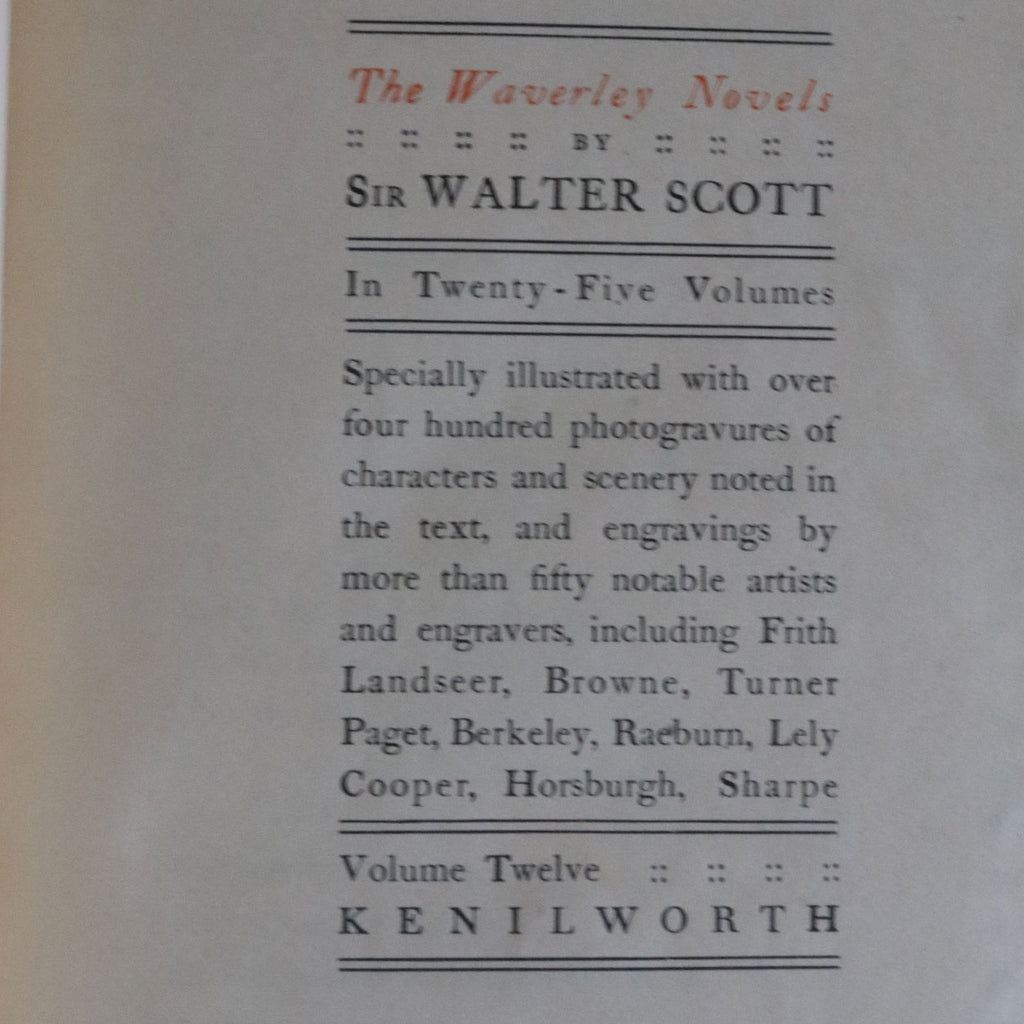 The Waverley Novels
:: :: :: :: BY :: :: :: ::
SIR WALTER SCOTT
In Twenty-Five Volumes
Specially illustrated with over
four hundred photogravures of
characters and scenery noted in
the text, and engravings by
more than fifty notable artists
and engravers, including Frith
Landseer, Browne, Turner
Paget, Berkeley, Raeburn, Lely
Cooper, Horsburgh, Sharpe
Volume Twelve :: :: :: ::
KENILWORTH